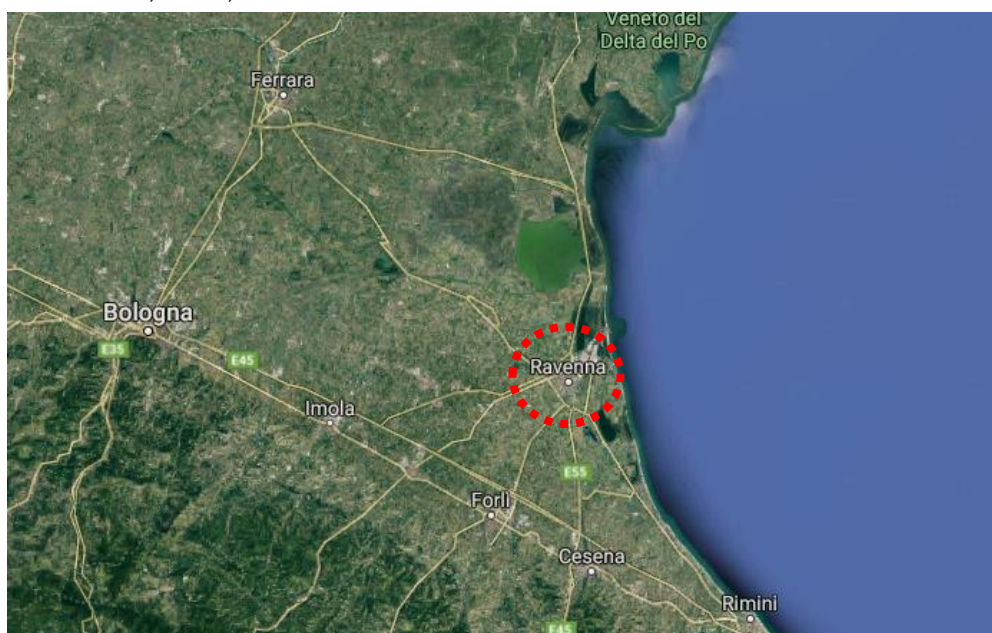 Veneto del
Delta del Po
Ferrara
Bologna
E35
E45
Ravenna
Imola
E55
Forlì
Cesena
Rimini
E45